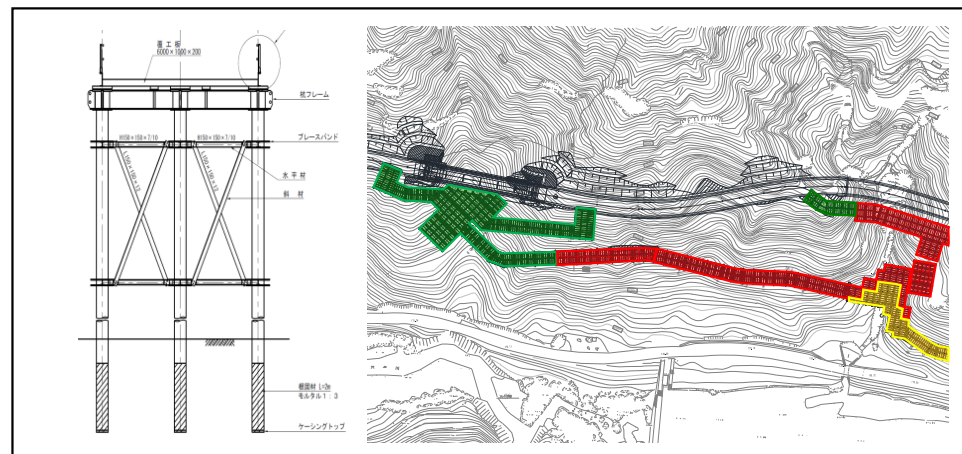 覆工板
6000×1000×200
杭フレーム
ブレースバンド
H150×150×7/10
H150×150×7/10
水平材
斜材
根固材 L=2m
モルタル1:3
ケーシングトップ